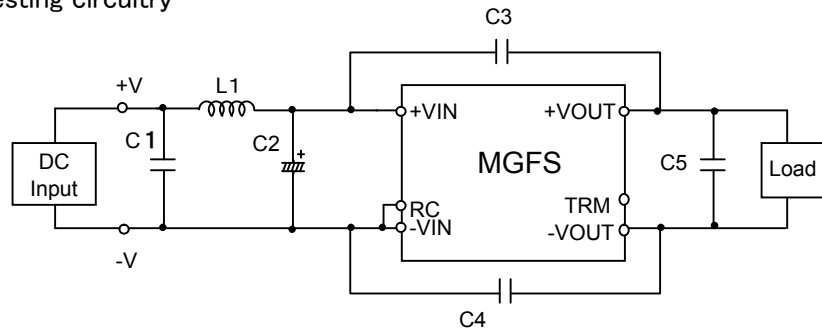 esting circuitry
C3
+V
L1
+VIN
+VOUT
C1
C2
+
MGFS
C5
DC
Input
Load
RC
TRM
-VIN
-VOUT
-V
C4